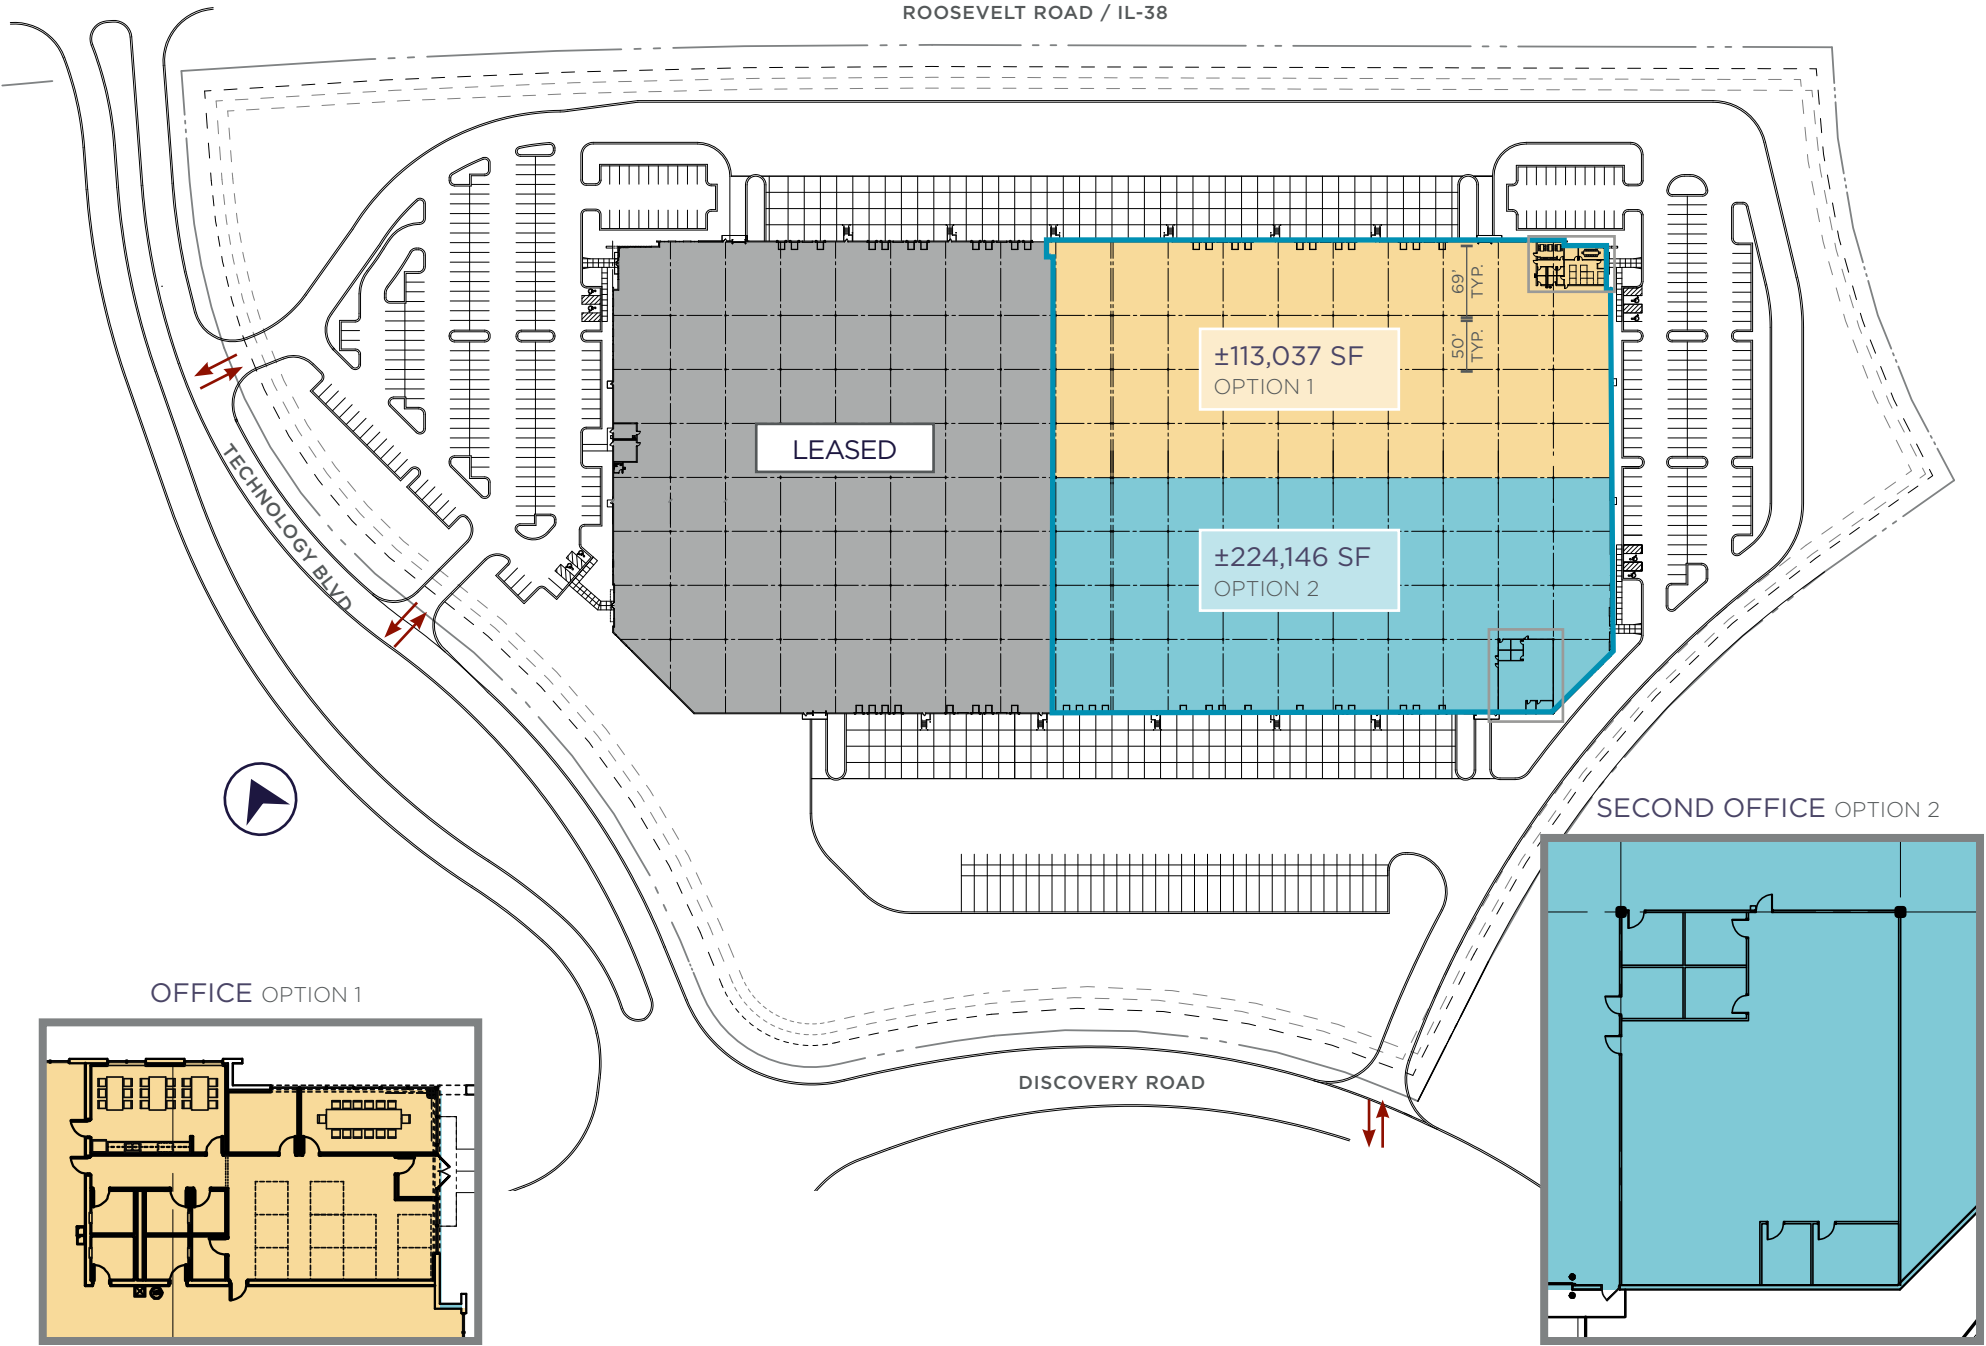 ROOSEVELT ROAD / IL-38
69'
TYP.
50'
TYP.
±113,037 SF
OPTION 1
LEASED
TECHNOLOGY BLVD
±224,146 SF
OPTION 2
SECOND OFFICE OPTION 2
OFFICE OPTION 1
DISCOVERY ROAD